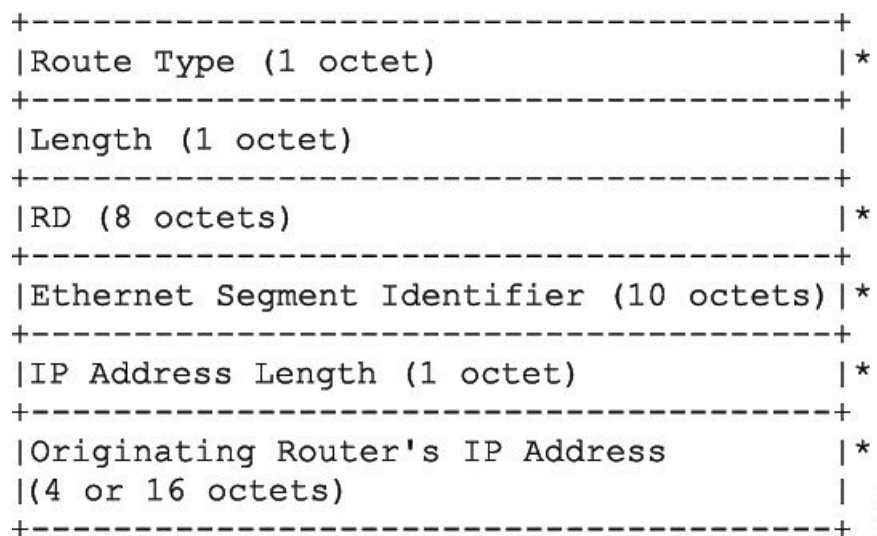 +---------------------------------------+
|Route Type (1 octet)                   |*
+---------------------------------------+
|Length (1 octet)                       |
+---------------------------------------+
|RD (8 octets)                          |*
+---------------------------------------+
|Ethernet Segment Identifier (10 octets)|*
+---------------------------------------+
|IP Address Length (1 octet)            |*
+---------------------------------------+
|Originating Router's IP Address        |*
|(4 or 16 octets)                       |
+---------------------------------------+